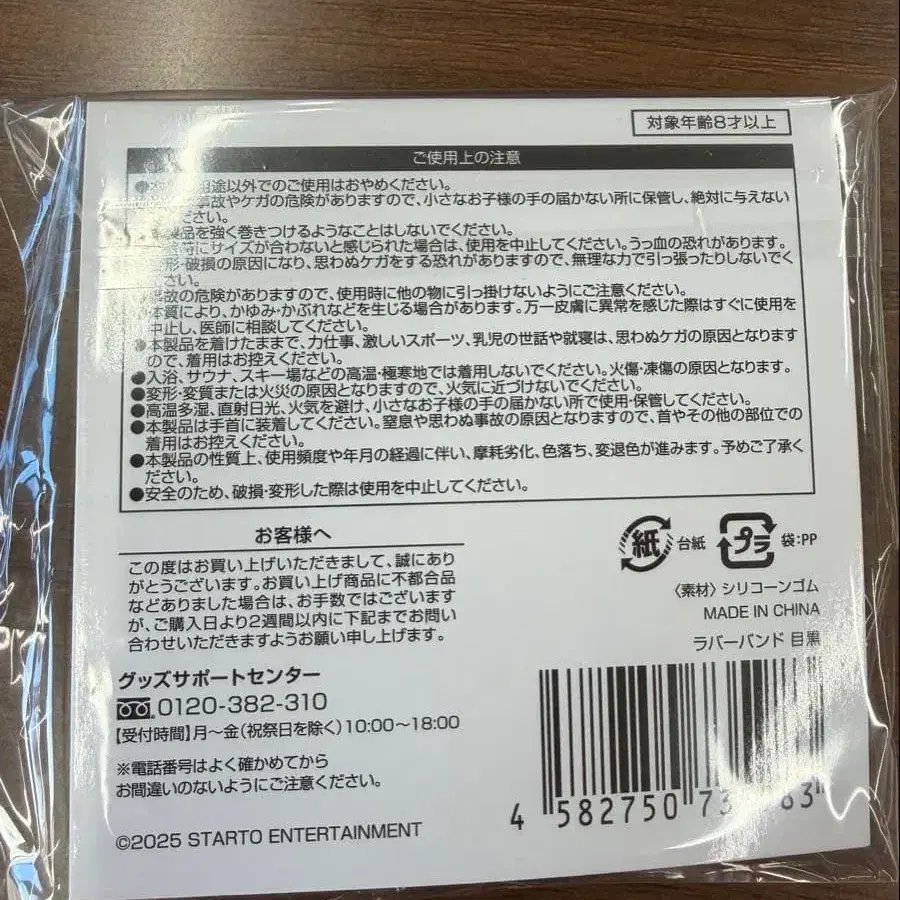 対象年齢8才以上
ご使用上の注意
用途以外でのご使用はおやめください。
事故やケガの危険がありますので、小さなお子様の手の届かない所に保管し、絶対に与えない
ださい。
本製品を強く巻きつけるようなことはしないでください。
特にサイズが合わないと感じられた場合は、使用を中止してください。うっ血の恐れがあります。
形・破損の原因になり、思わぬケガをする恐れがありますので、無理な力で引っ張ったりしないでく
さい。
事故の危険がありますので、使用時に他の物に引っ掛けないようにご注意ください。
体質により、かゆみ・かぶれなどを生じる場合があります。万一皮膚に異常を感じた際はすぐに使用を
中止し、医師に相談してください。
●本製品を着けたままで、力仕事、激しいスポーツ、乳児の世話や就寝は、思わぬケガの原因となります
ので、着用はお控えください。
●入浴、サウナ、スキー場などの高温・極寒地では着用しないでください。火傷・凍傷の原因となります。
●変形・変質または火災の原因となりますので、火気に近づけないでください。
●高温多湿、直射日光、火気を避け、小さなお子様の手の届かない所で使用・保管してください。
●本製品は手首に装着してください。窒息や思わぬ事故の原因となりますので、首やその他の部位での
着用はお控えください。
●本製品の性質上、使用頻度や年月の経過に伴い、摩耗劣化、色落ち、変退色が進みます。予めご了承く
ださい。
●安全のため、破損・変形した際は使用を中止してください。
お客様へ
この度はお買い上げいただきまして、誠にあり
がとうございます。お買い上げ商品に不都合品
などありました場合は、お手数ではございます
が、ご購入日より2週間以内に下記までお問い
合わせいただきますようお願い申し上げます。
グッズサポートセンター
0120-382-310
【受付時間】月～金(祝祭日を除く)10:00～18:00
※電話番号はよく確かめてから
お間違いのないようにご注意ください。
©2025 STARTO ENTERTAINMENT
紙 台紙 プラ 袋:PP
〈素材〉シリコーンゴム
MADE IN CHINA
ラバーバンド 目黒
4 582750 73 83